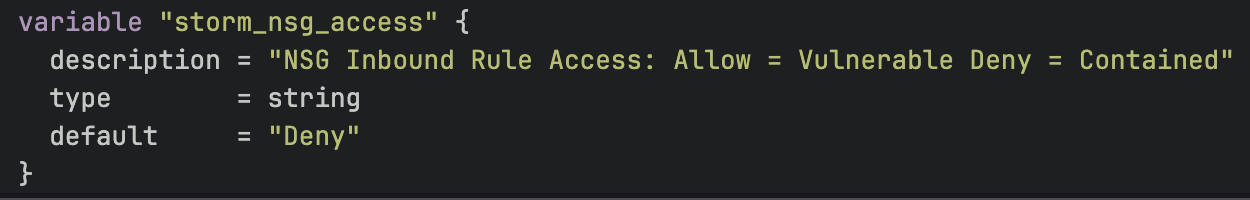 variable "storm_nsg_access" {
  description = "NSG Inbound Rule Access: Allow = Vulnerable Deny = Contained"
  type        = string
  default     = "Deny"
}